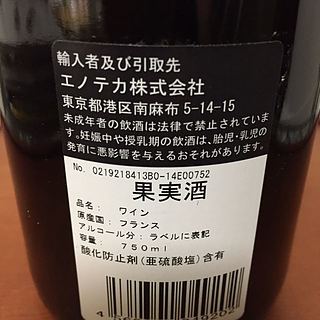 輸入者及び引取先
エノテカ株式会社
東京都港区南麻布5-14-15
未成年者の飲酒は法律で禁止されていま
す。妊娠中や授乳期の飲酒は、胎児・乳児の
発育に悪影響を与えるおそれがあります。
No. 0219218413B0-14E00752
果実酒
品名: ワイン
原産国: フランス
アルコール分: ラベルに表記
容量: 750ml
酸化防止剤(亜硫酸塩)含有